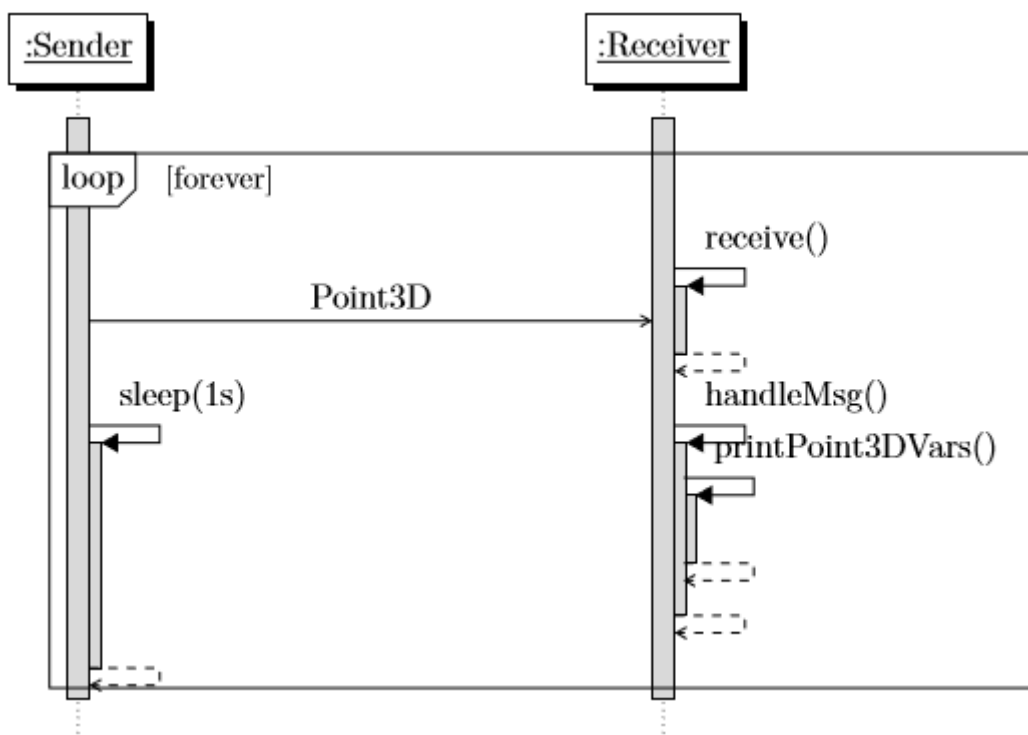 :Sender
:Receiver
loop
[forever]
receive()
Point3D
sleep(1s)
handleMsg()
printPoint3DVars()